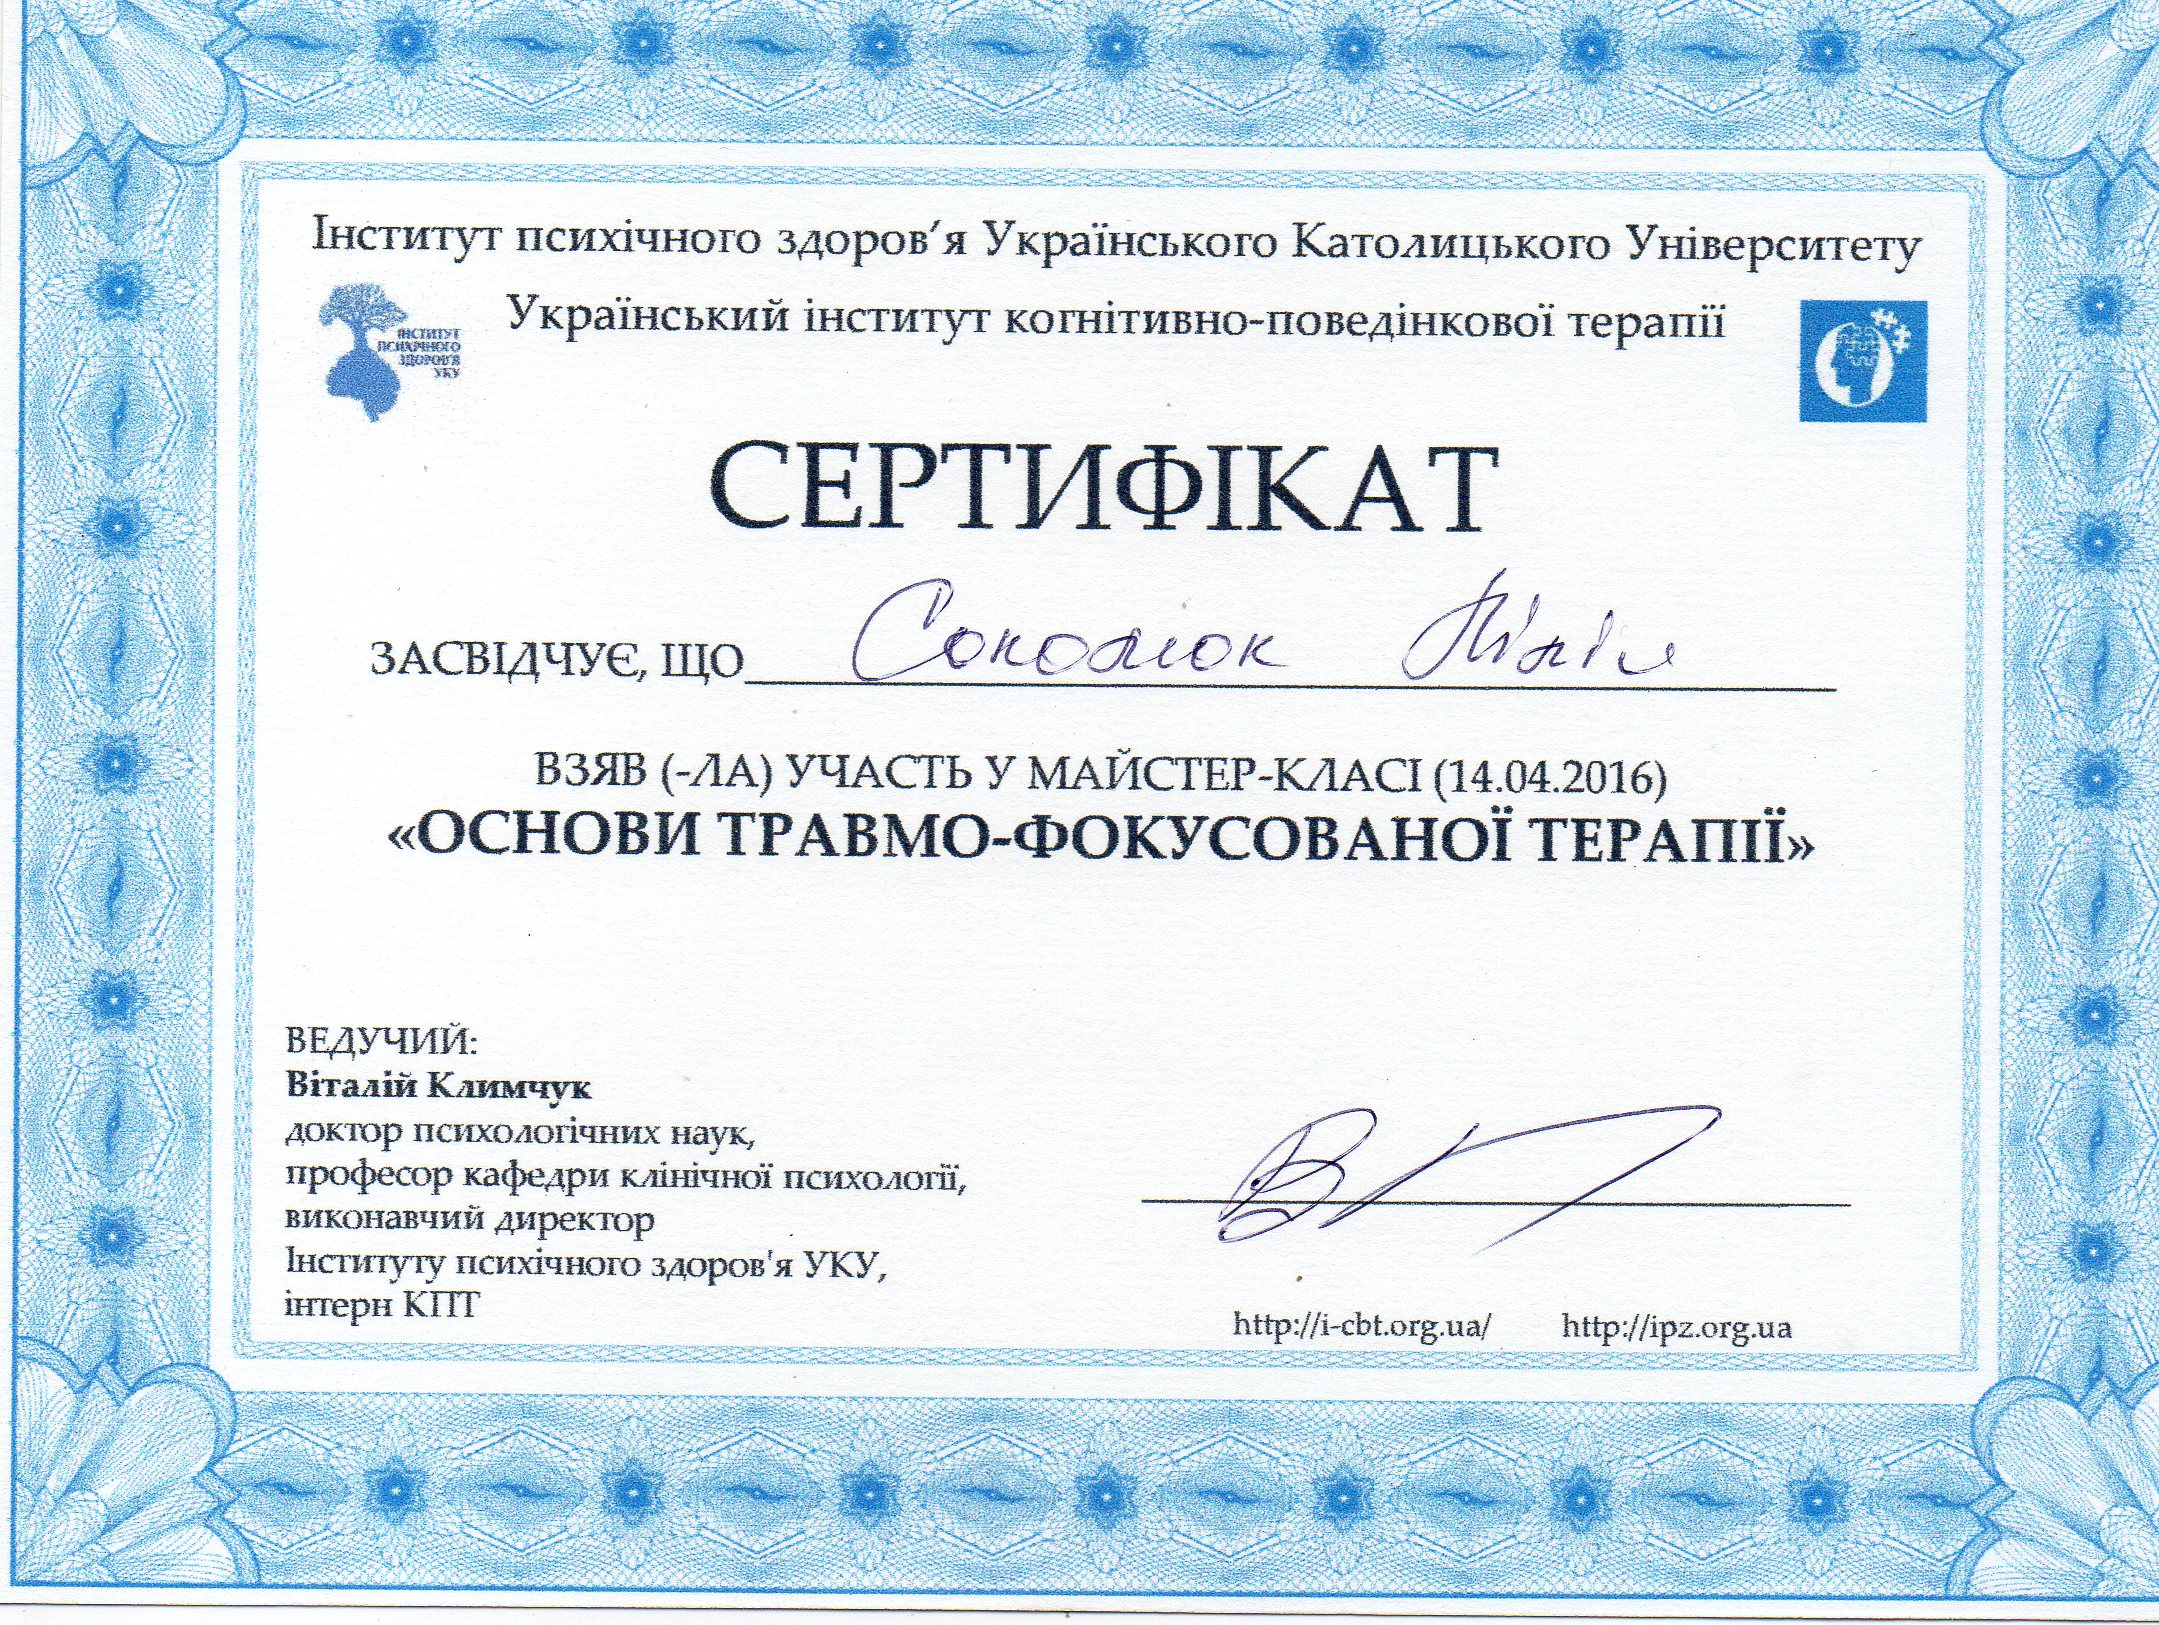 Інститут психічного здоров’я Українського Католицького Університету
Український інститут когнітивно-поведінкової терапії
ІНСТИТУТ
ПСИХІЧНОГО
ЗДОРОВ'Я
УКУ
СЕРТИФІКАТ
ЗАСВІДЧУЄ, ЩО Соколюк Лілія
ВЗЯВ (-ЛА) УЧАСТЬ У МАЙСТЕР-КЛАСІ (14.04.2016)
«ОСНОВИ ТРАВМО-ФОКУСОВАНОЇ ТЕРАПІЇ»
ВЕДУЧИЙ:
Віталій Климчук
доктор психологічних наук,
професор кафедри клінічної психології,
виконавчий директор
Інституту психічного здоров'я УКУ,
інтерн КПТ
http://i-cbt.org.ua/ http://ipz.org.ua